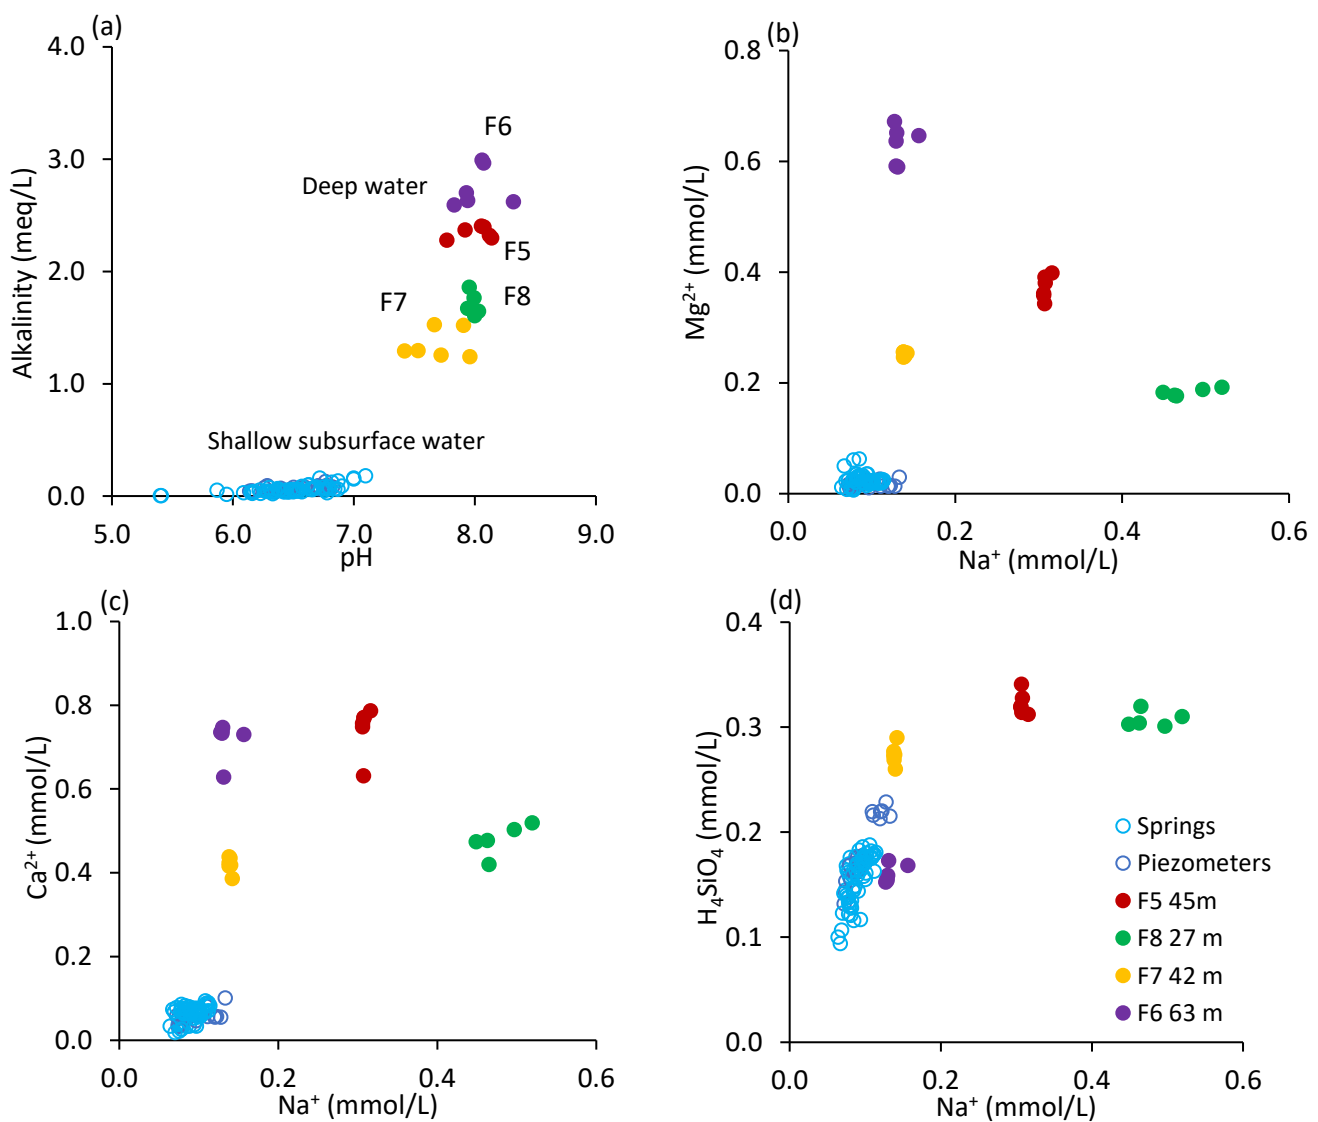 (a)
4.0
3.0
2.0
1.0
0.0
Alkalinity (meq/L)
F6
Deep water
F5
F7
F8
Shallow subsurface water
5.0 6.0 7.0 8.0 9.0
pH
(b)
0.8
0.6
0.4
0.2
0.0
Mg²⁺ (mmol/L)
0.0 0.2 0.4 0.6
Na⁺ (mmol/L)
(c)
1.0
0.8
0.6
0.4
0.2
0.0
Ca²⁺ (mmol/L)
0.0 0.2 0.4 0.6
Na⁺ (mmol/L)
(d)
0.4
0.3
0.2
0.1
0.0
H₄SiO₄ (mmol/L)
Springs
Piezometers
F5 45m
F8 27 m
F7 42 m
F6 63 m
0.0 0.2 0.4 0.6
Na⁺ (mmol/L)